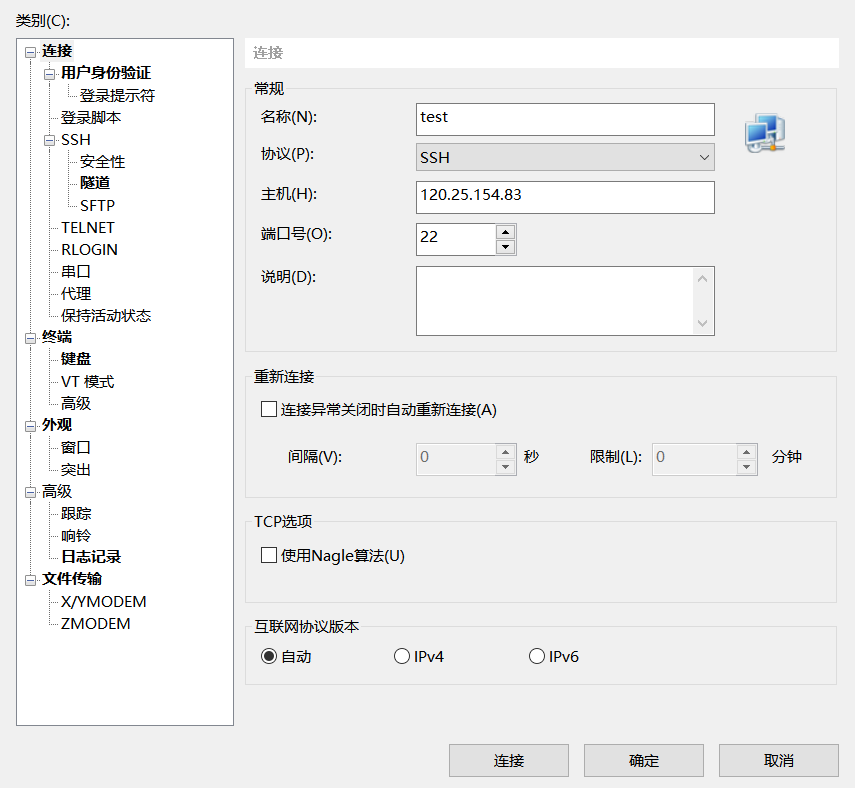 类别(C):
连接
用户身份验证
登录提示符
登录脚本
SSH
安全性
隧道
SFTP
TELNET
RLOGIN
串口
代理
保持活动状态
终端
键盘
VT 模式
高级
外观
窗口
突出
高级
跟踪
响铃
日志记录
文件传输
X/YMODEM
ZMODEM
连接
常规
名称(N): test
协议(P): SSH
主机(H): 120.25.154.83
端口号(O): 22
说明(D):
重新连接
连接异常关闭时自动重新连接(A)
间隔(V): 0 秒 限制(L): 0 分钟
TCP选项
使用Nagle算法(U)
互联网协议版本
自动 IPv4 IPv6
连接 确定 取消